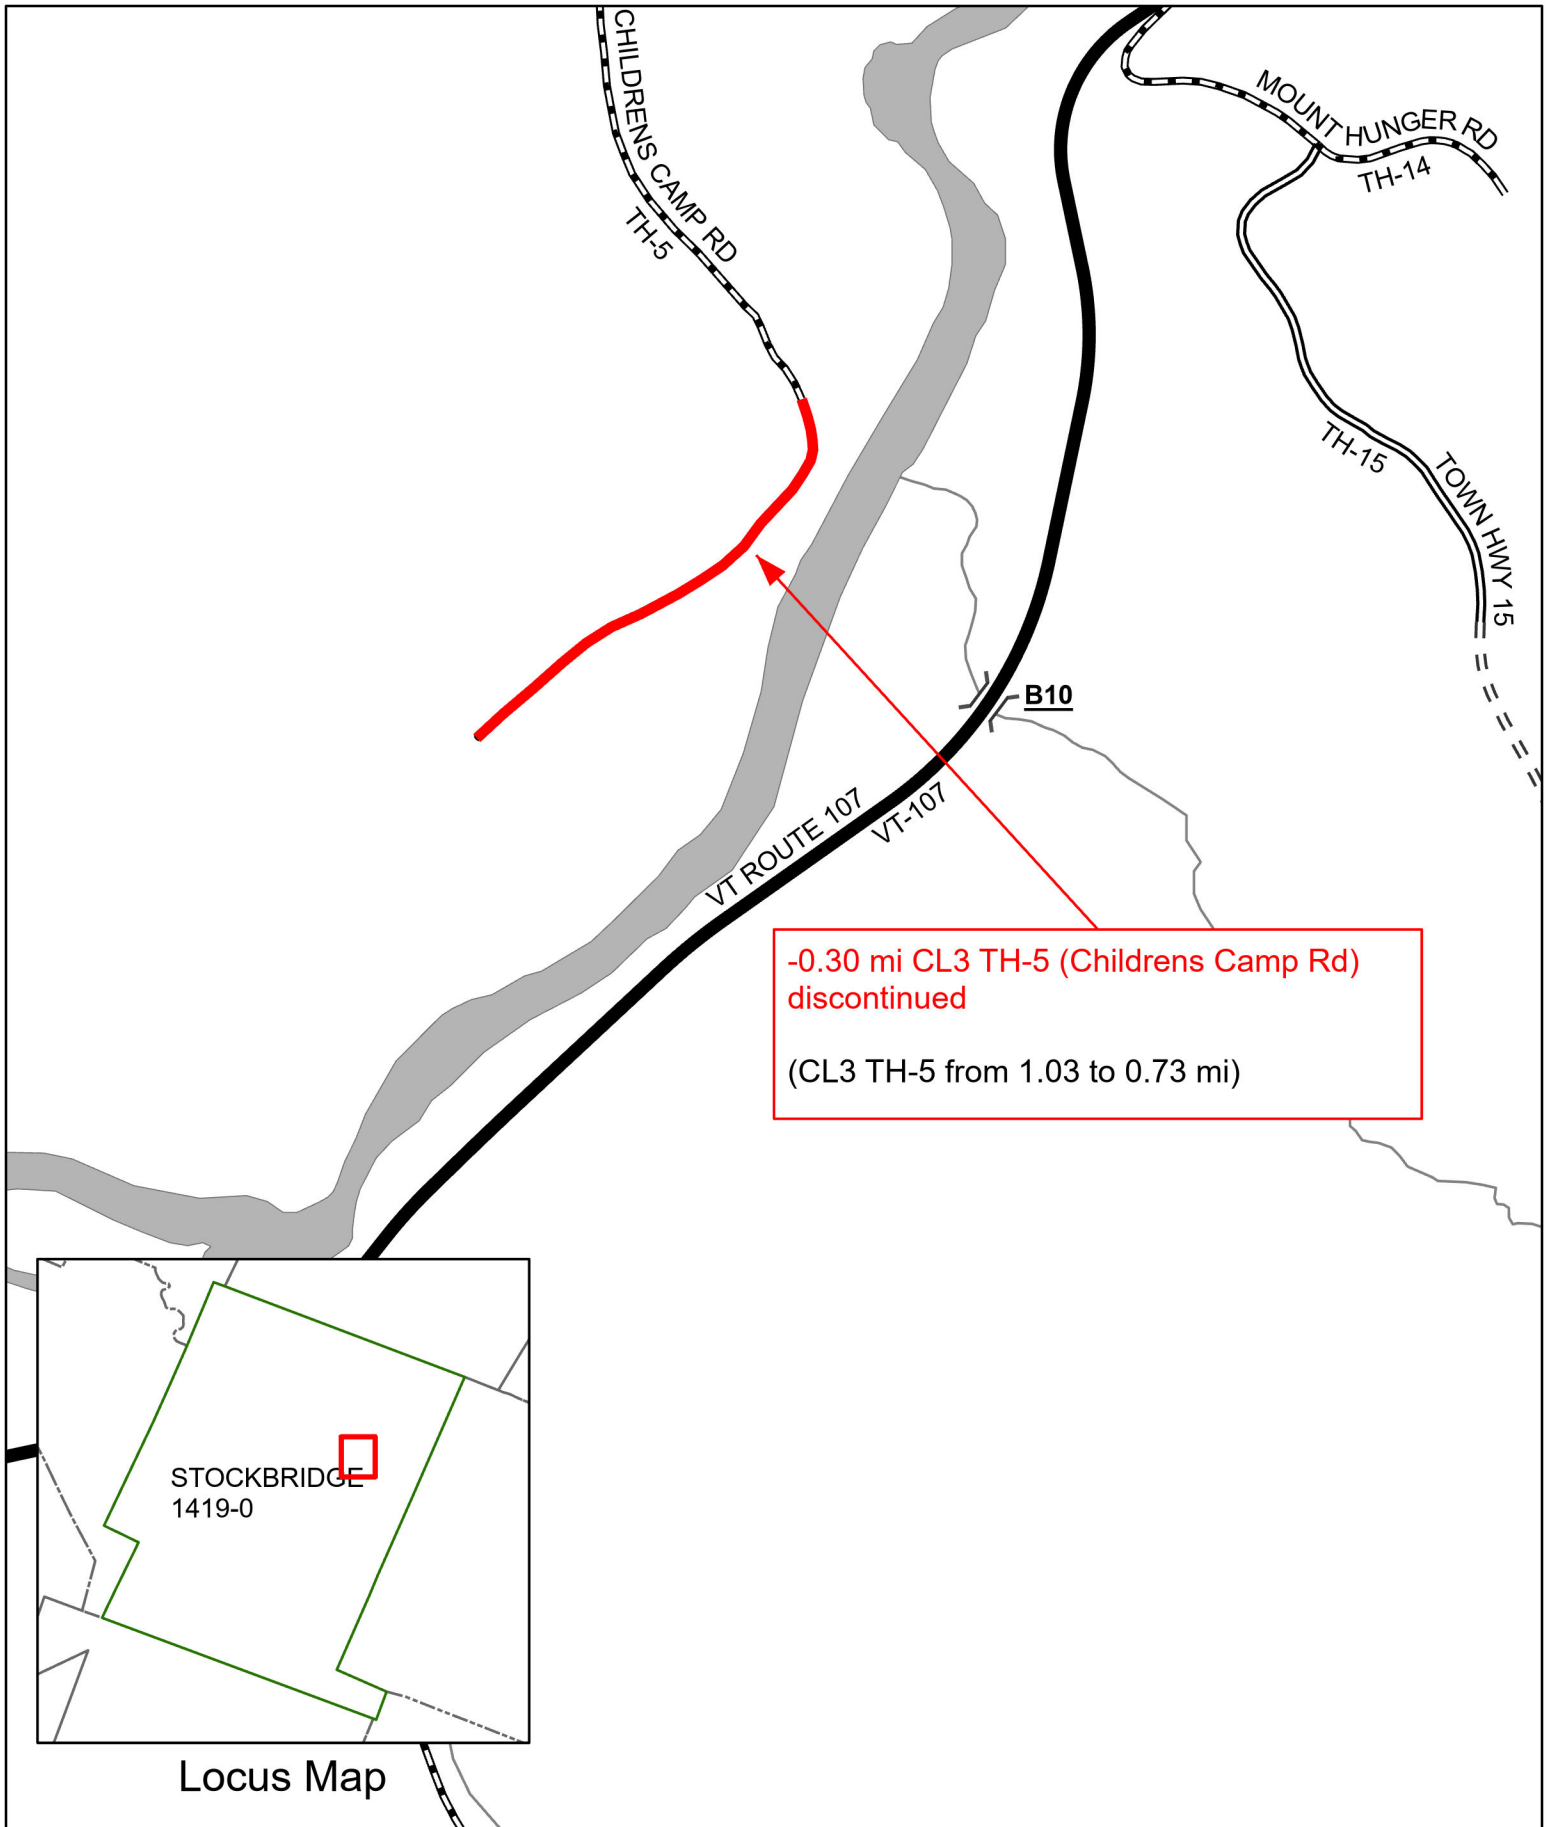 CHILDRENS CAMP RD
TH-5
MOUNT HUNGER RD
TH-14
TH-15
TOWN HWY 15
B10
VT ROUTE 107
VT-107
-0.30 mi CL3 TH-5 (Childrens Camp Rd)
discontinued
(CL3 TH-5 from 1.03 to 0.73 mi)
STOCKBRIDGE
1419-0
Locus Map